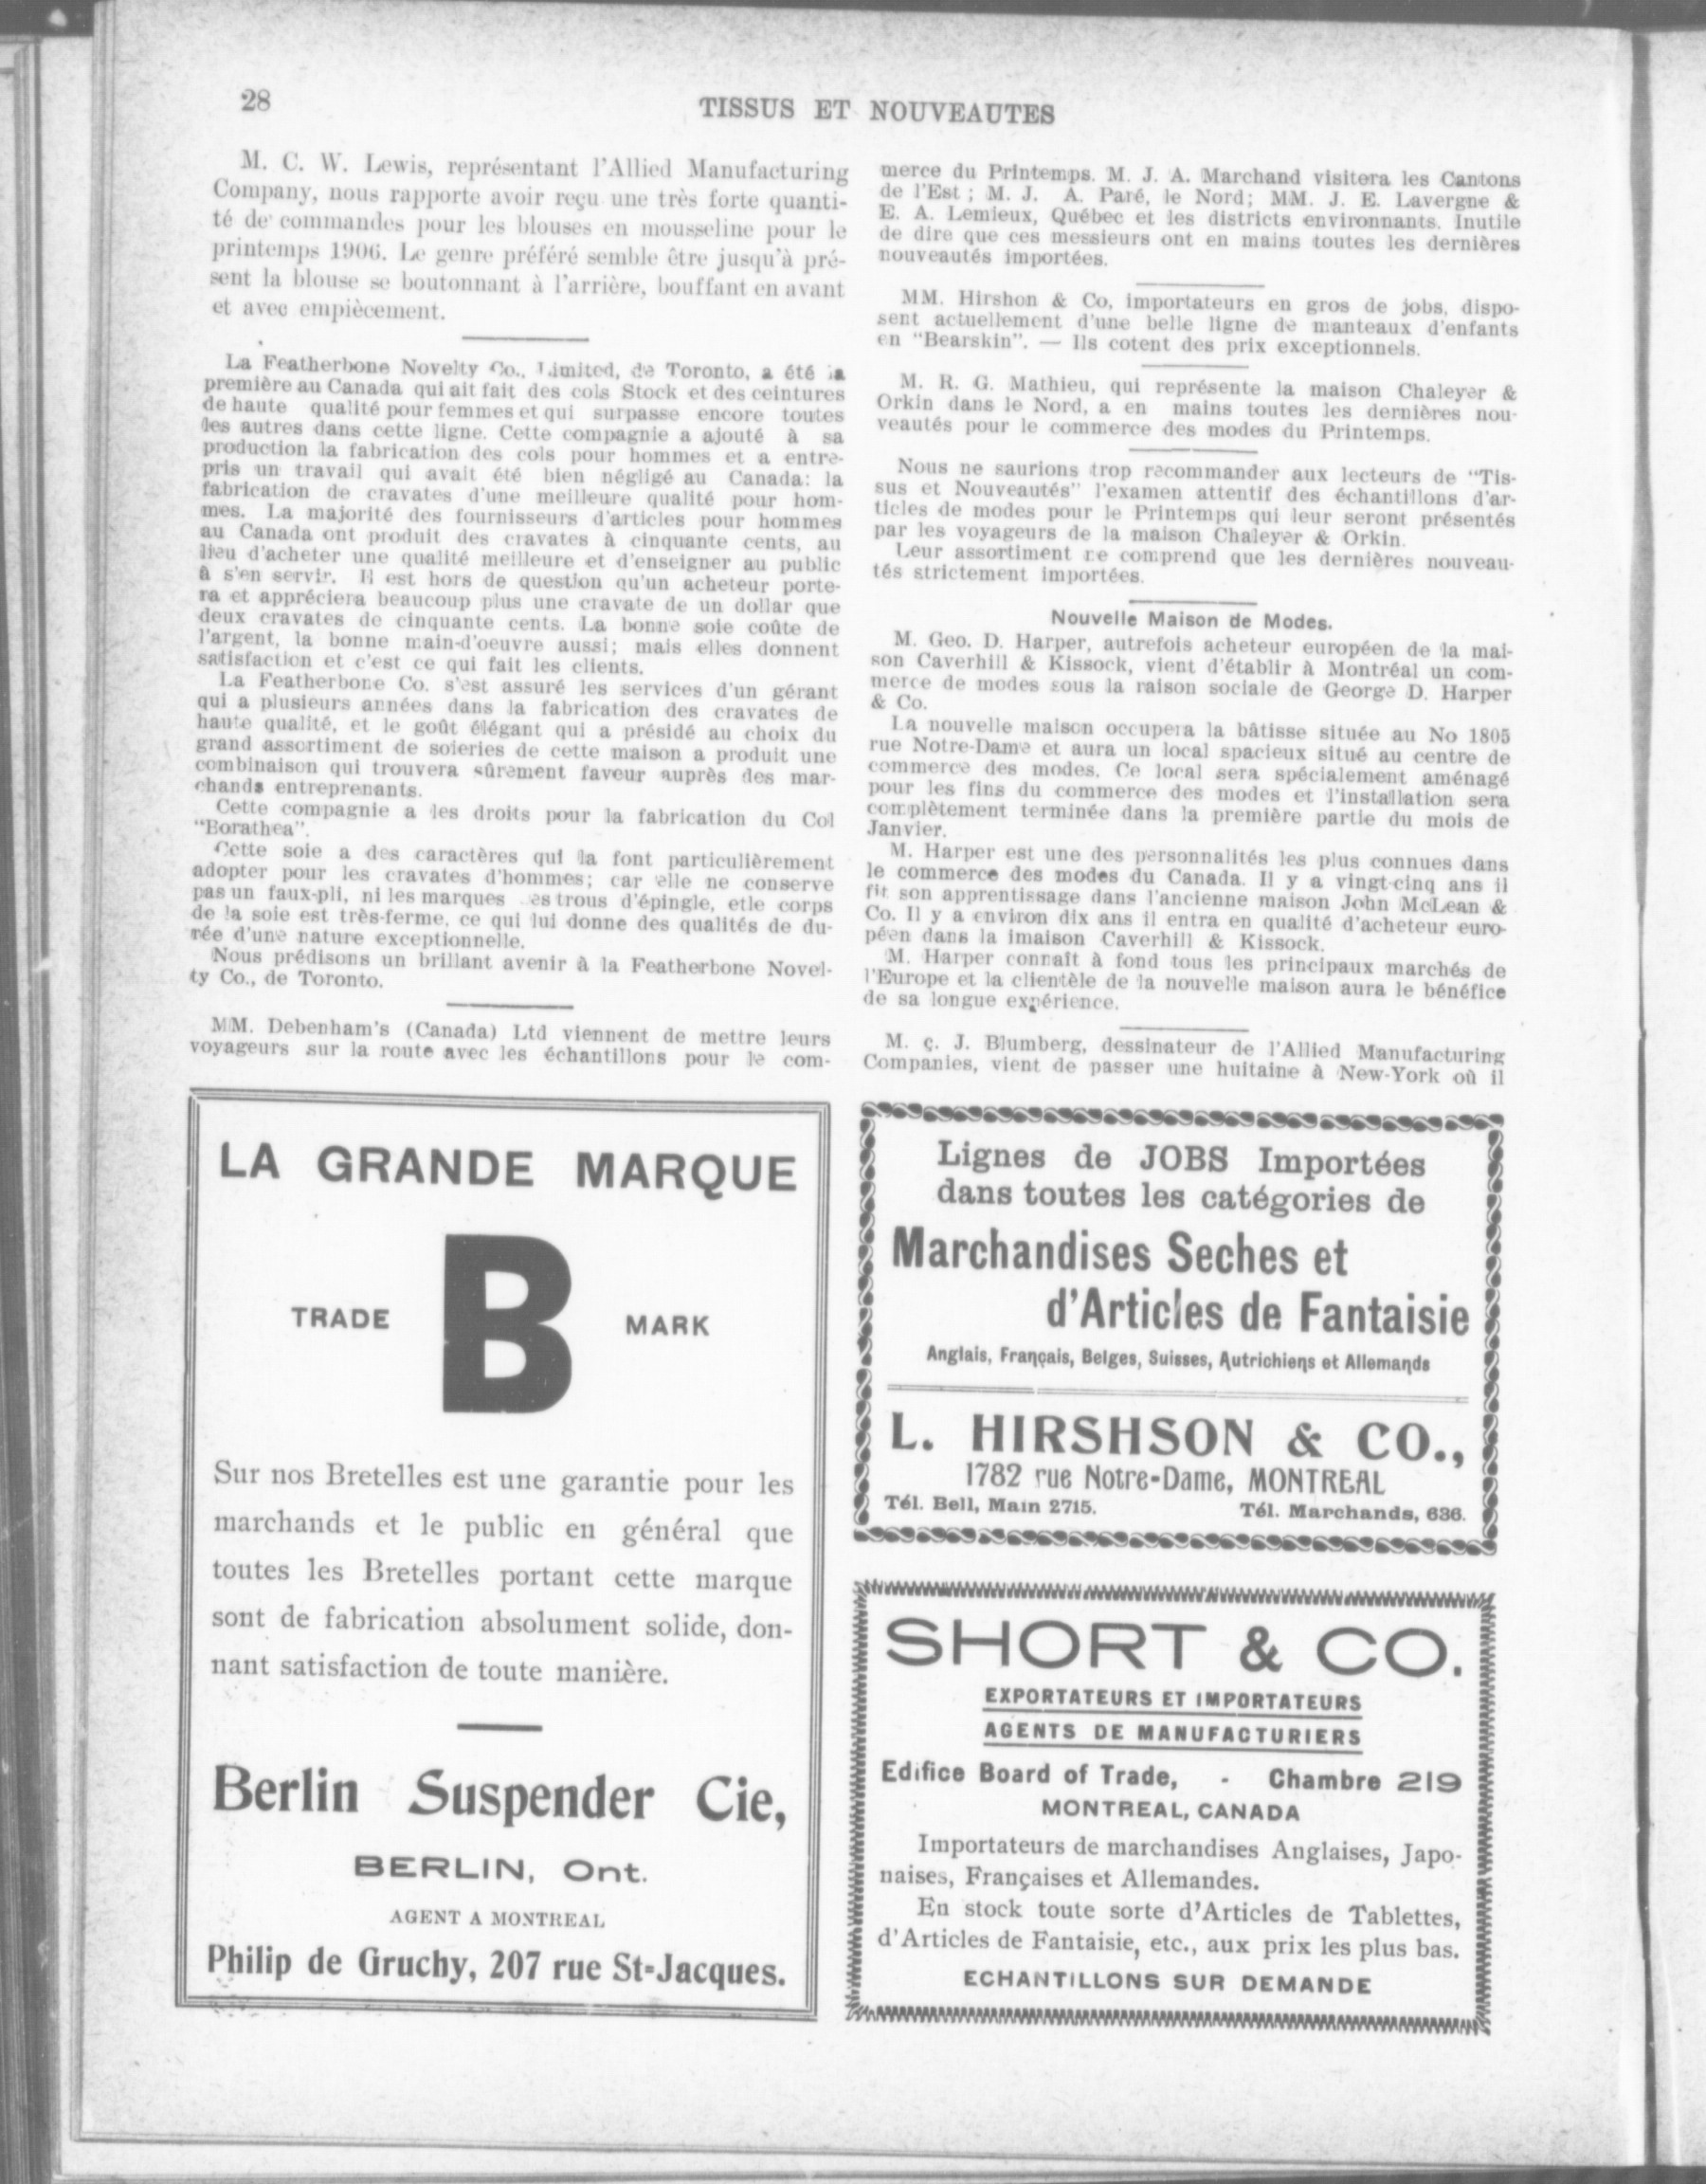 28
TISSUS ET NOUVEAUTES
M. C. W. Lewis, représentant l'Allied Manufacturing
Company, nous rapporte avoir reçu une très forte quanti-
té de commandes pour les blouses en mousseline pour le
printemps 1906. Le genre préféré semble être jusqu'à pré-
sent la blouse se boutonnant à l'arrière, bouffant en avant
et avec empiècement.
La Featherbone Novelty Co., Limited, de Toronto, a été la
première au Canada qui ait fait des cols Stock et des ceintures
de haute qualité pour femmes et qui surpasse encore toutes
les autres dans cette ligne. Cette compagnie a ajouté à sa
production la fabrication des cols pour hommes et a entre-
pris un travail qui avait été bien négligé au Canada: la
fabrication de cravates d'une meilleure qualité pour hom-
mes. La majorité des fournisseurs d'articles pour hommes
au Canada ont produit des cravates à cinquante cents, au
lieu d'acheter une qualité meilleure et d'enseigner au public
à s'en servir. Il est hors de question qu'un acheteur porte-
ra et appréciera beaucoup plus une cravate de un dollar que
deux cravates de cinquante cents. La bonne soie coûte de
l'argent, la bonne main-d'oeuvre aussi; mais elles donnent
satisfaction et c'est ce qui fait les clients.
La Featherbone Co. s'est assuré les services d'un gérant
qui a plusieurs années dans la fabrication des cravates de
haute qualité, et le goût élégant qui a présidé au choix du
grand assortiment de soieries de cette maison a produit une
combinaison qui trouvera sûrement faveur auprès des mar-
chands entreprenants.
Cette compagnie a les droits pour la fabrication du Col
"Borathea".
Cette soie a des caractères qui la font particulièrement
adopter pour les cravates d'hommes; car elle ne conserve
pas un faux-pli, ni les marques es trous d'épingle, et le corps
de la soie est très-ferme, ce qui lui donne des qualités de du-
rée d'une nature exceptionnelle.
Nous prédisons un brillant avenir à la Featherbone Novel-
ty Co., de Toronto.
MM. Debenham's (Canada) Ltd viennent de mettre leurs
voyageurs sur la route avec les échantillons pour le com-
merce du Printemps. M. J. A. Marchand visitera les Cantons
de l'Est ; M. J. A. Paré, le Nord; MM. J. E. Lavergne &
E. A. Lemieux, Québec et les districts environnants. Inutile
de dire que ces messieurs ont en mains toutes les dernières
nouveautés importées.
MM. Hirshon & Co, importateurs en gros de jobs, dispo-
sent actuellement d'une belle ligne de manteaux d'enfants
en "Bearskin". — Ils cotent des prix exceptionnels.
M. R. G. Mathieu, qui représente la maison Chaleyer &
Orkin dans le Nord, a en mains toutes les dernières nou-
veautés pour le commerce des modes du Printemps.
Nous ne saurions trop recommander aux lecteurs de "Tis-
sus et Nouveautés" l'examen attentif des échantillons d'ar-
ticles de modes pour le Printemps qui leur seront présentés
par les voyageurs de la maison Chaleyer & Orkin.
Leur assortiment ne comprend que les dernières nouveau-
tés strictement importées.
Nouvelle Maison de Modes.
M. Geo. D. Harper, autrefois acheteur européen de la mai-
son Caverhill & Kissock, vient d'établir à Montréal un com-
merce de modes sous la raison sociale de George D. Harper
& Co.
La nouvelle maison occupera la bâtisse située au No 1805
rue Notre-Dame et aura un local spacieux situé au centre de
commerce des modes. Ce local sera spécialement aménagé
pour les fins du commerce des modes et l'installation sera
complètement terminée dans la première partie du mois de
Janvier.
M. Harper est une des personnalités les plus connues dans
le commerce des modes du Canada. Il y a vingt-cinq ans il
fit son apprentissage dans l'ancienne maison John McLean &
Co. Il y a environ dix ans il entra en qualité d'acheteur euro-
péen dans la imaison Caverhill & Kissock.
M. Harper connaît à fond tous les principaux marchés de
l'Europe et la clientèle de la nouvelle maison aura le bénéfice
de sa longue expérience.
M. ç. J. Blumberg, dessinateur de l'Allied Manufacturing
Companies, vient de passer une huitaine à New-York où il
LA GRANDE MARQUE
TRADE B MARK
Sur nos Bretelles est une garantie pour les
marchands et le public en général que
toutes les Bretelles portant cette marque
sont de fabrication absolument solide, don-
nant satisfaction de toute manière.
Berlin Suspender Cie,
BERLIN, Ont.
AGENT A MONTREAL
Philip de Gruchy, 207 rue St-Jacques.
Lignes de JOBS Importées
dans toutes les catégories de
Marchandises Seches et
d'Articles de Fantaisie
Anglais, Français, Belges, Suisses, Autrichiens et Allemands
L. HIRSHSON & CO.,
1782 rue Notre-Dame, MONTREAL
Tél. Bell, Main 2715. Tél. Marchands, 636.
SHORT & CO.
EXPORTATEURS ET IMPORTATEURS
AGENTS DE MANUFACTURIERS
Edifice Board of Trade, - Chambre 219
MONTREAL, CANADA
Importateurs de marchandises Anglaises, Japo-
naises, Françaises et Allemandes.
En stock toute sorte d'Articles de Tablettes,
d'Articles de Fantaisie, etc., aux prix les plus bas.
ECHANTILLONS SUR DEMANDE